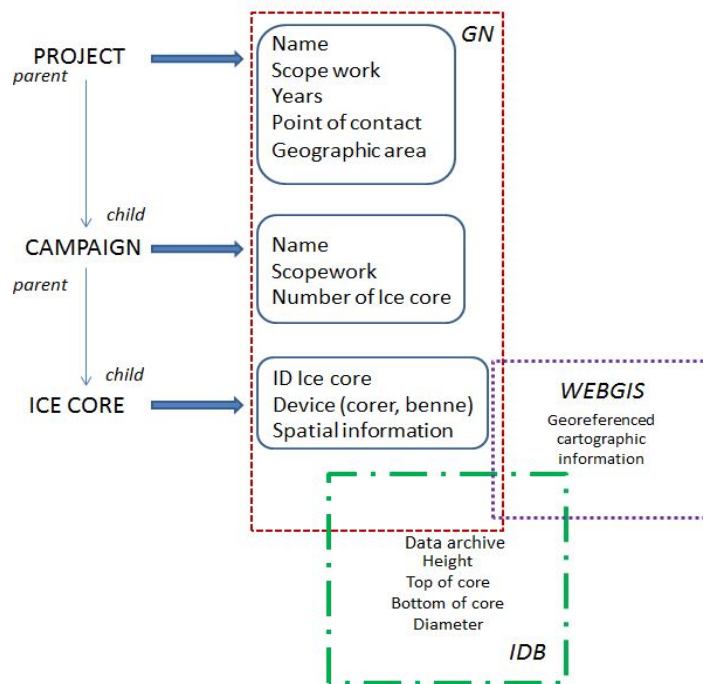 GN
PROJECT
parent
Name
Scope work
Years
Point of contact
Geographic area
child
CAMPAIGN
parent
Name
Scopework
Number of Ice core
child
ICE CORE
ID Ice core
Device (corer, benne)
Spatial information
WEBGIS
Georeferenced
cartographic
information
Data archive
Height
Top of core
Bottom of core
Diameter
IDB